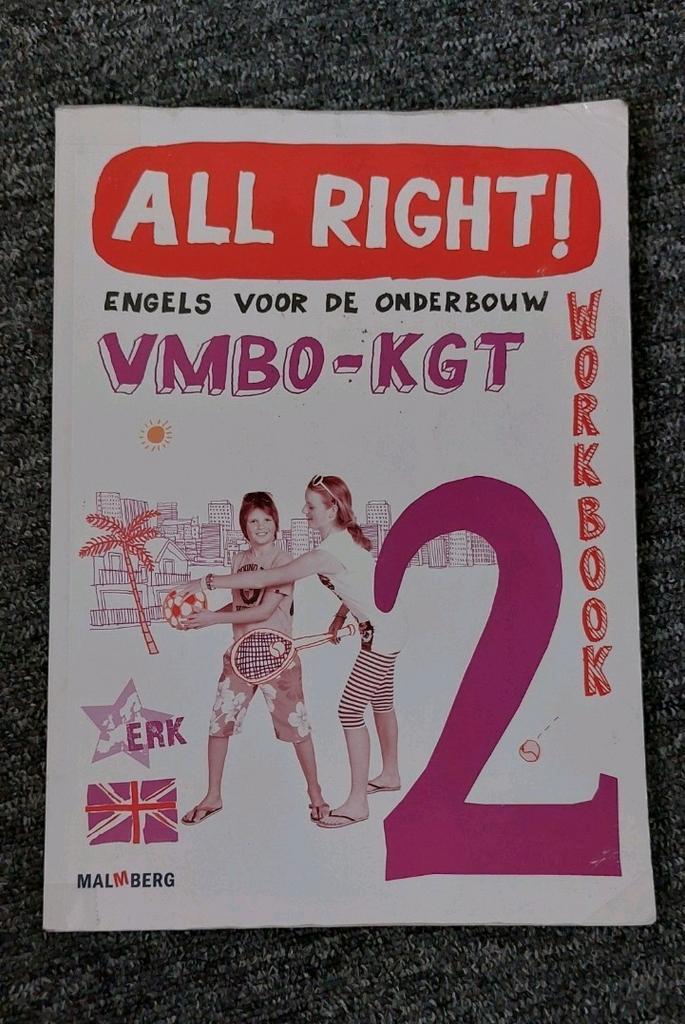 ALL RIGHT!
ENGELS VOOR DE ONDERBOUW
VMBO-KGT
WORKBOOK
2
ERK
MALMBERG